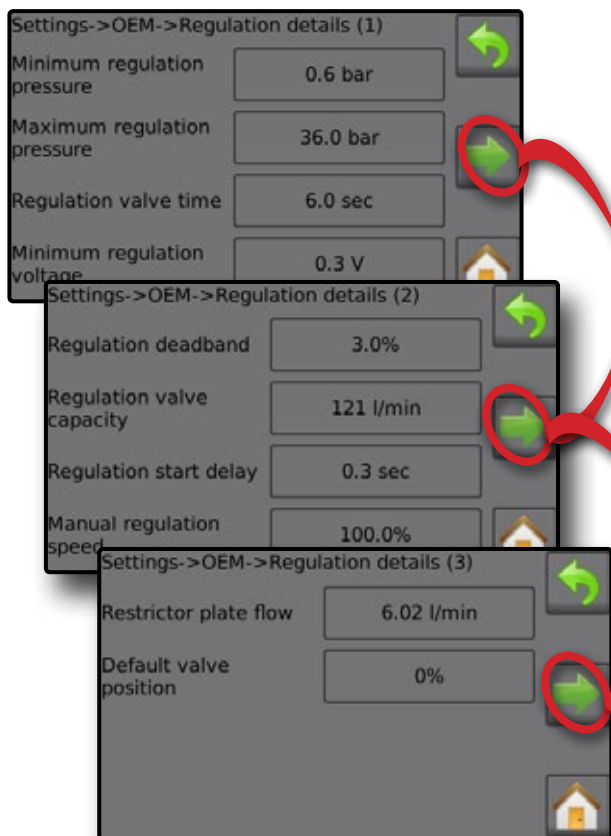 Settings->OEM->Regulation details (1)
Minimum regulation
pressure
0.6 bar
Maximum regulation
pressure
36.0 bar
Regulation valve time
6.0 sec
Minimum regulation
voltage
0.3 V
Settings->OEM->Regulation details (2)
Regulation deadband
3.0%
Regulation valve
capacity
121 l/min
Regulation start delay
0.3 sec
Manual regulation
speed
100.0%
Settings->OEM->Regulation details (3)
Restrictor plate flow
6.02 l/min
Default valve
position
0%